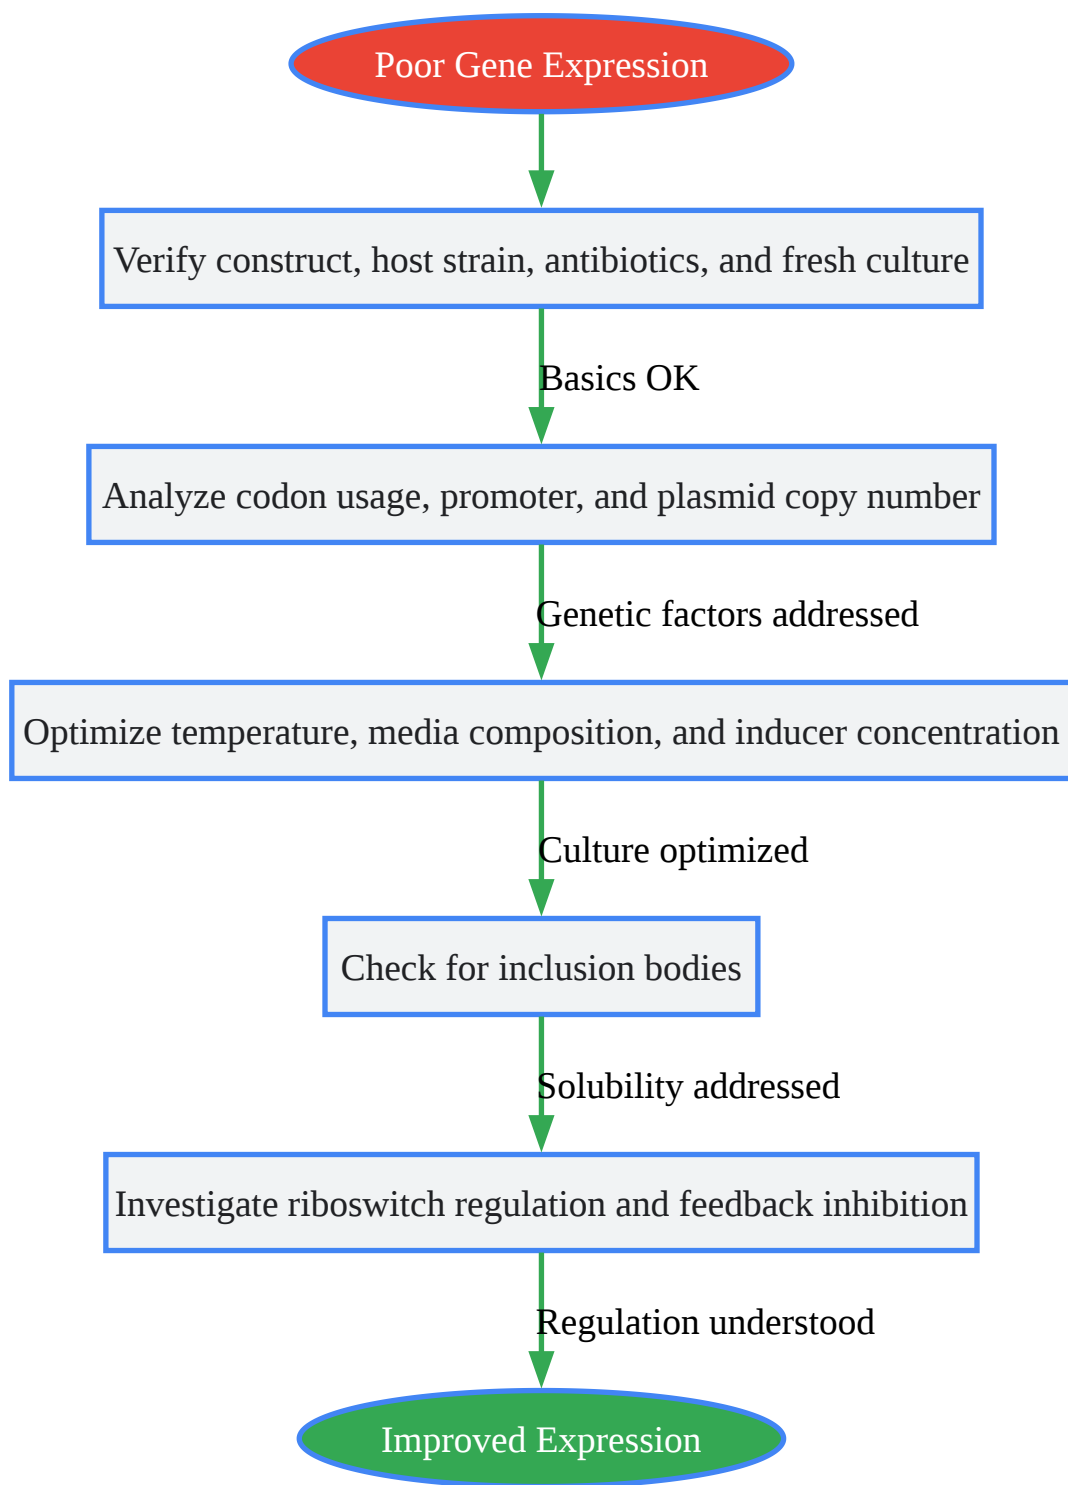 Poor Gene Expression
Verify construct, host strain, antibiotics, and fresh culture
Basics OK
Analyze codon usage, promoter, and plasmid copy number
Genetic factors addressed
Optimize temperature, media composition, and inducer concentration
Culture optimized
Check for inclusion bodies
Solubility addressed
Investigate riboswitch regulation and feedback inhibition
Regulation understood
Improved Expression